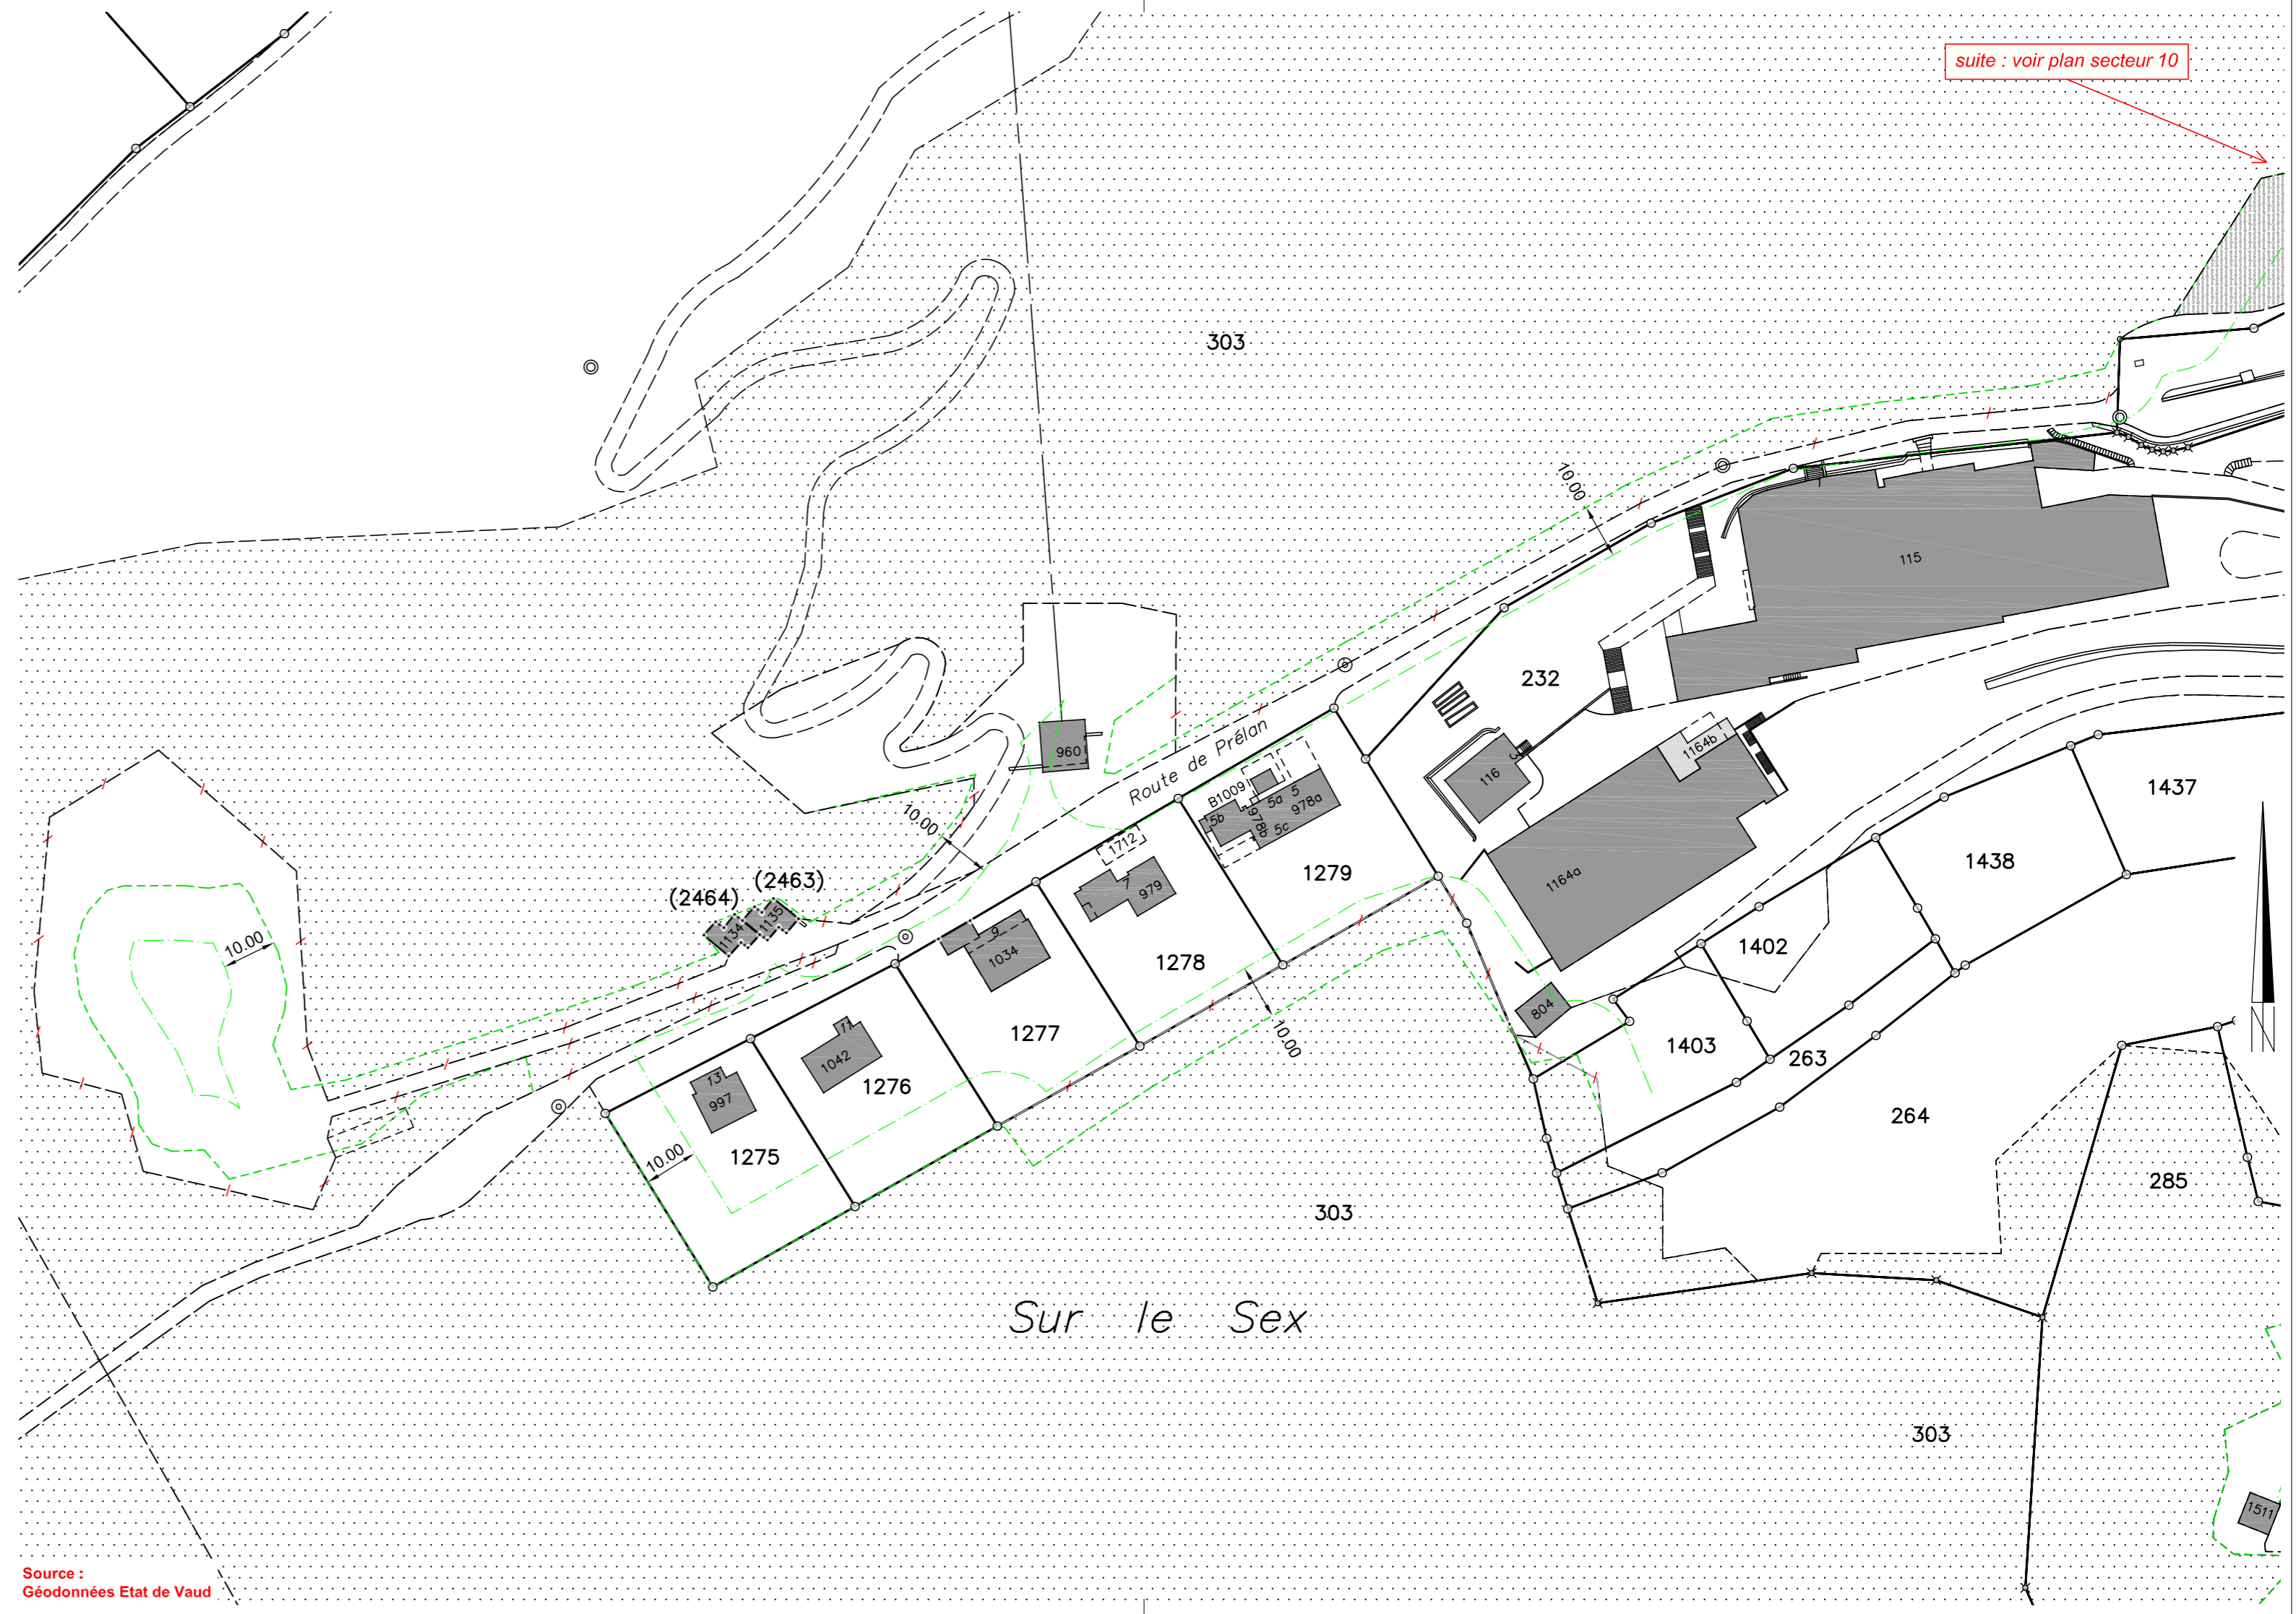 suite : voir plan secteur 10
303
10.00
115
232
960
Route de Prélan
3
116
1164b
1164a
1437
1438
1402
B1009
5b
978b
5a
5
978a
5c
1279
1712
7
979
1278
10.00
(2464)
(2463)
1134
1135
9
1034
1277
10.00
804
1403
263
264
285
10.00
11
1042
1276
13
997
1275
10.00
303
Sur le Sex
303
1511
N
Source :
Géodonnées Etat de Vaud